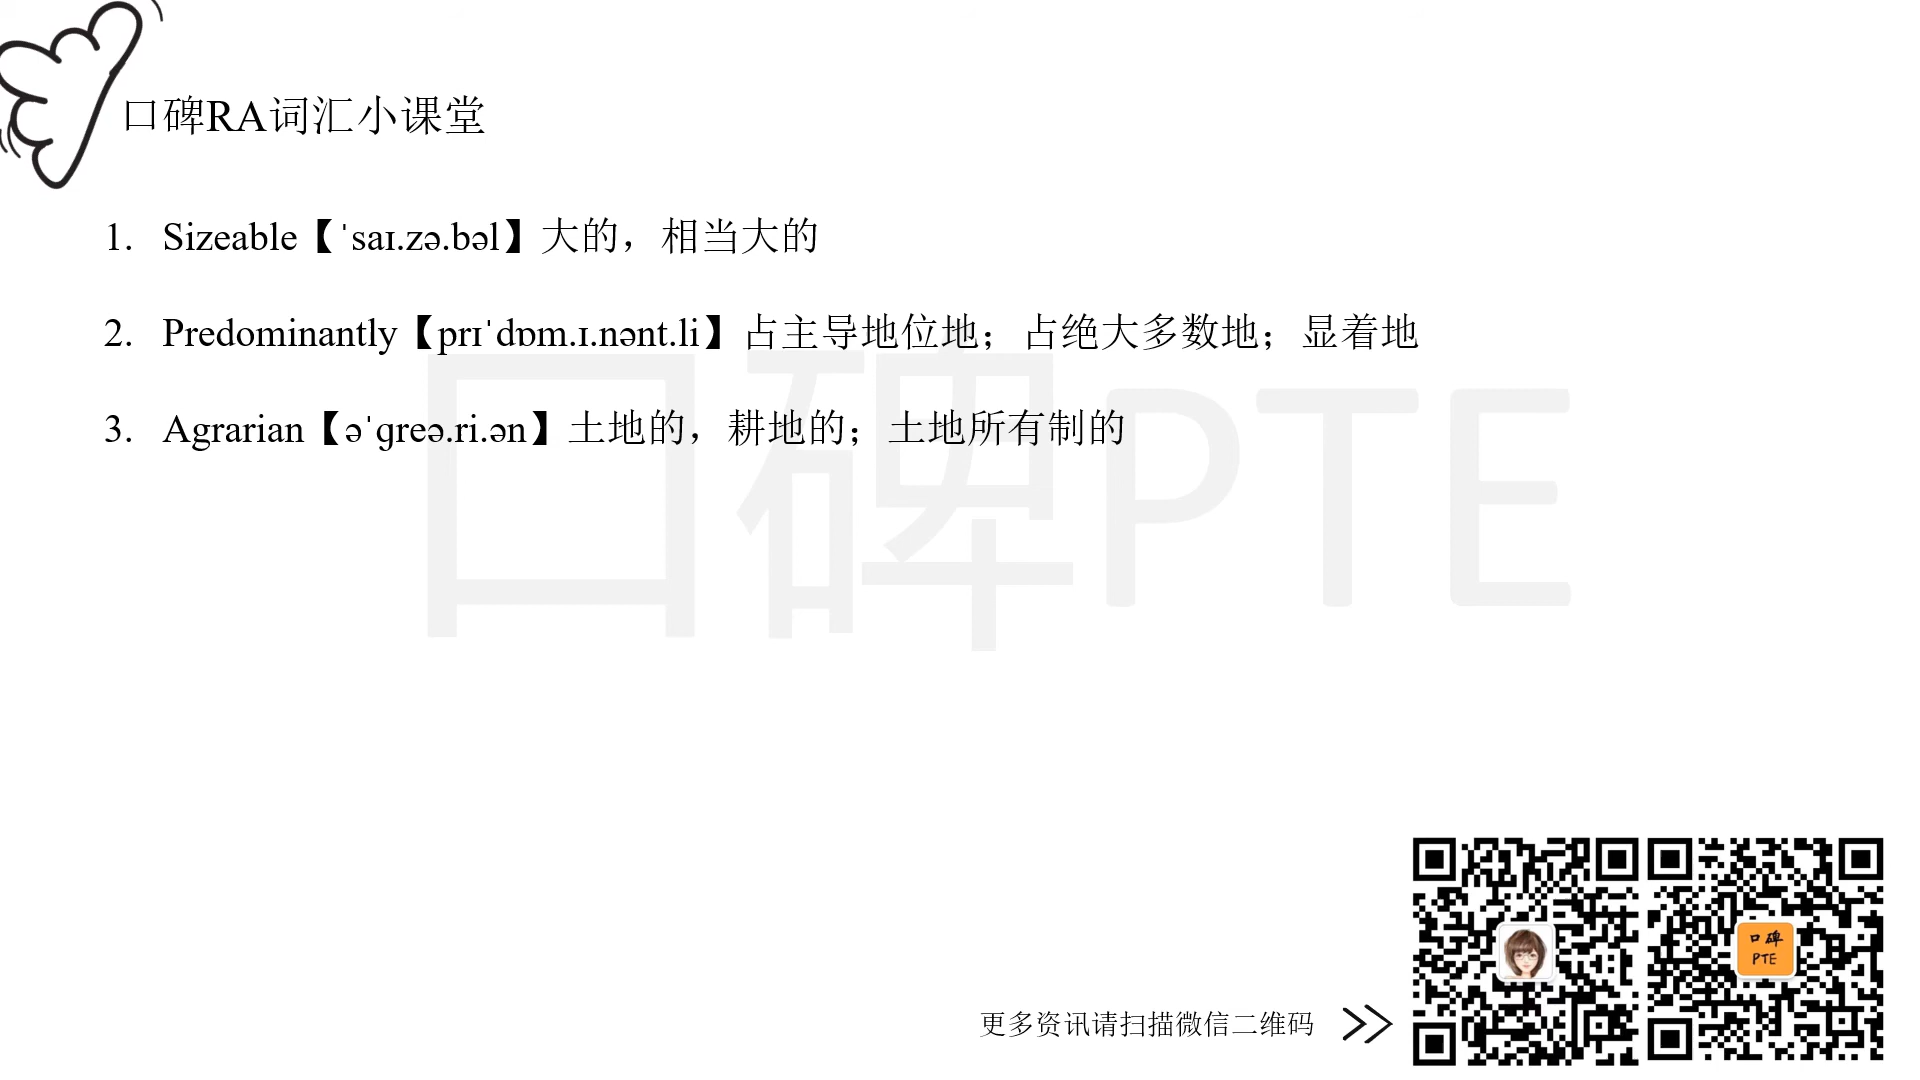 口碑RA词汇小课堂
1. Sizeable【ˈsaɪ.zə.bəl】大的，相当大的
2. Predominantly【prɪˈdɒm.ɪ.nənt.li】占主导地位地；占绝大多数地；显着地
3. Agrarian【əˈɡreə.ri.ən】土地的，耕地的；土地所有制的
口碑PTE
口碑
PTE
更多资讯请扫描微信二维码